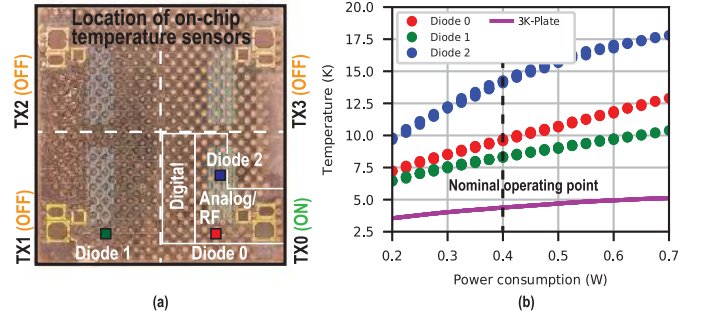 Location of on-chip
temperature sensors
TX2 (OFF)
TX3 (OFF)
TX1 (OFF)
TX0 (ON)
Digital
Diode 2
Analog/
RF
Diode 1
Diode 0
(a)
20.0
17.5
15.0
12.5
10.0
7.5
5.0
2.5
Temperature (K)
Diode 0
Diode 1
Diode 2
3K-Plate
Nominal operating point
0.2 0.3 0.4 0.5 0.6 0.7
Power consumption (W)
(b)